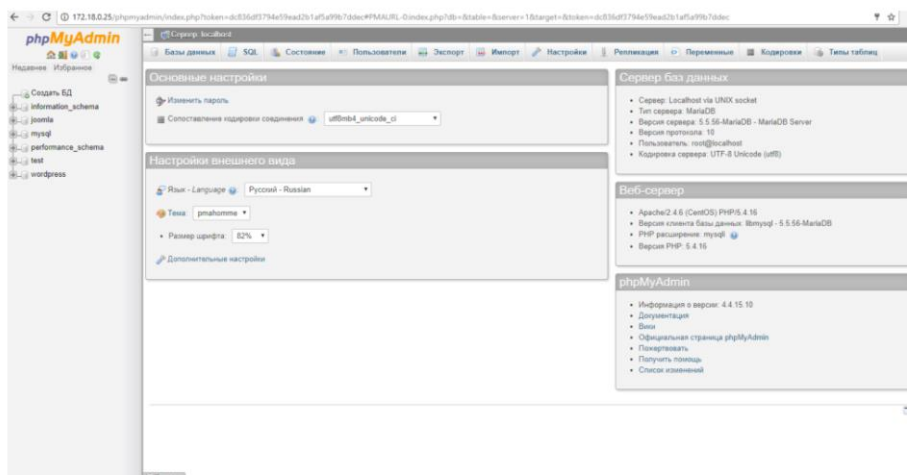 172.18.0.25/phpmyadmin/index.php?token=dc836df3794e59ead2b1af5a99b7ddec#PMAURL-0:index.php?db=&table=&server=1&target=&token=dc836df3794e59ead2b1af5a99b7ddec
phpMyAdmin
Недавнее Избранное
Создать БД
information_schema
joomla
mysql
performance_schema
test
wordpress
Сервер: localhost
Базы данных SQL Состояние Пользователи Экспорт Импорт Настройки Репликация Переменные Кодировки Типы таблиц
Основные настройки
Изменить пароль
Сопоставление кодировки соединения utf8mb4_unicode_ci
Настройки внешнего вида
Язык - Language Русский - Russian
Тема: pmahomme
Размер шрифта: 82%
Дополнительные настройки
Сервер баз данных
Сервер: Localhost via UNIX socket
Тип сервера: MariaDB
Версия сервера: 5.5.56-MariaDB - MariaDB Server
Версия протокола: 10
Пользователь: root@localhost
Кодировка сервера: UTF-8 Unicode (utf8)
Веб-сервер
Apache/2.4.6 (CentOS) PHP/5.4.16
Версия клиента базы данных: libmysql - 5.5.56-MariaDB
PHP расширение: mysqli
Версия PHP: 5.4.16
phpMyAdmin
Информация о версии: 4.4.15.10
Документация
Вики
Официальная страница phpMyAdmin
Пожертвовать
Получить помощь
Список изменений